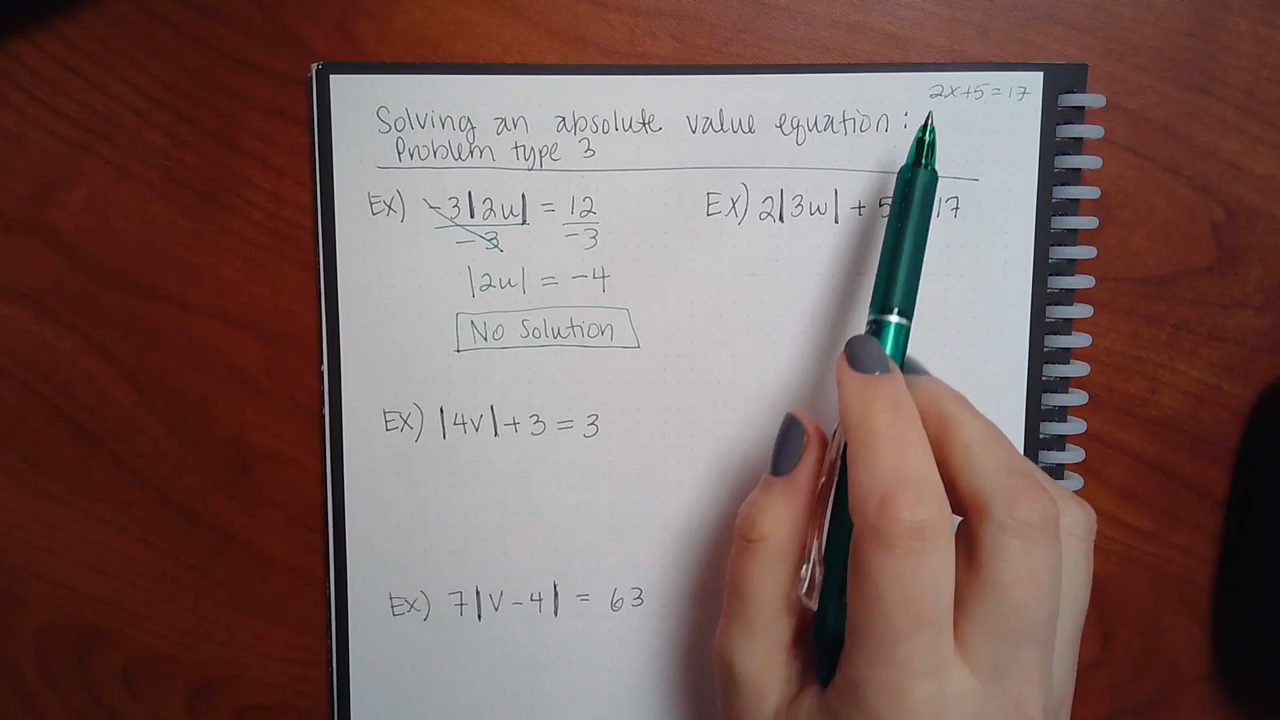 2x+5=17
Solving an absolute value equation:
Problem type 3
Ex) -3|2u| = 12
-3 -3
|2u| = -4
No Solution
Ex) 2|3w| + 5 17
Ex) |4v| + 3 = 3
Ex) 7|v-4| = 63